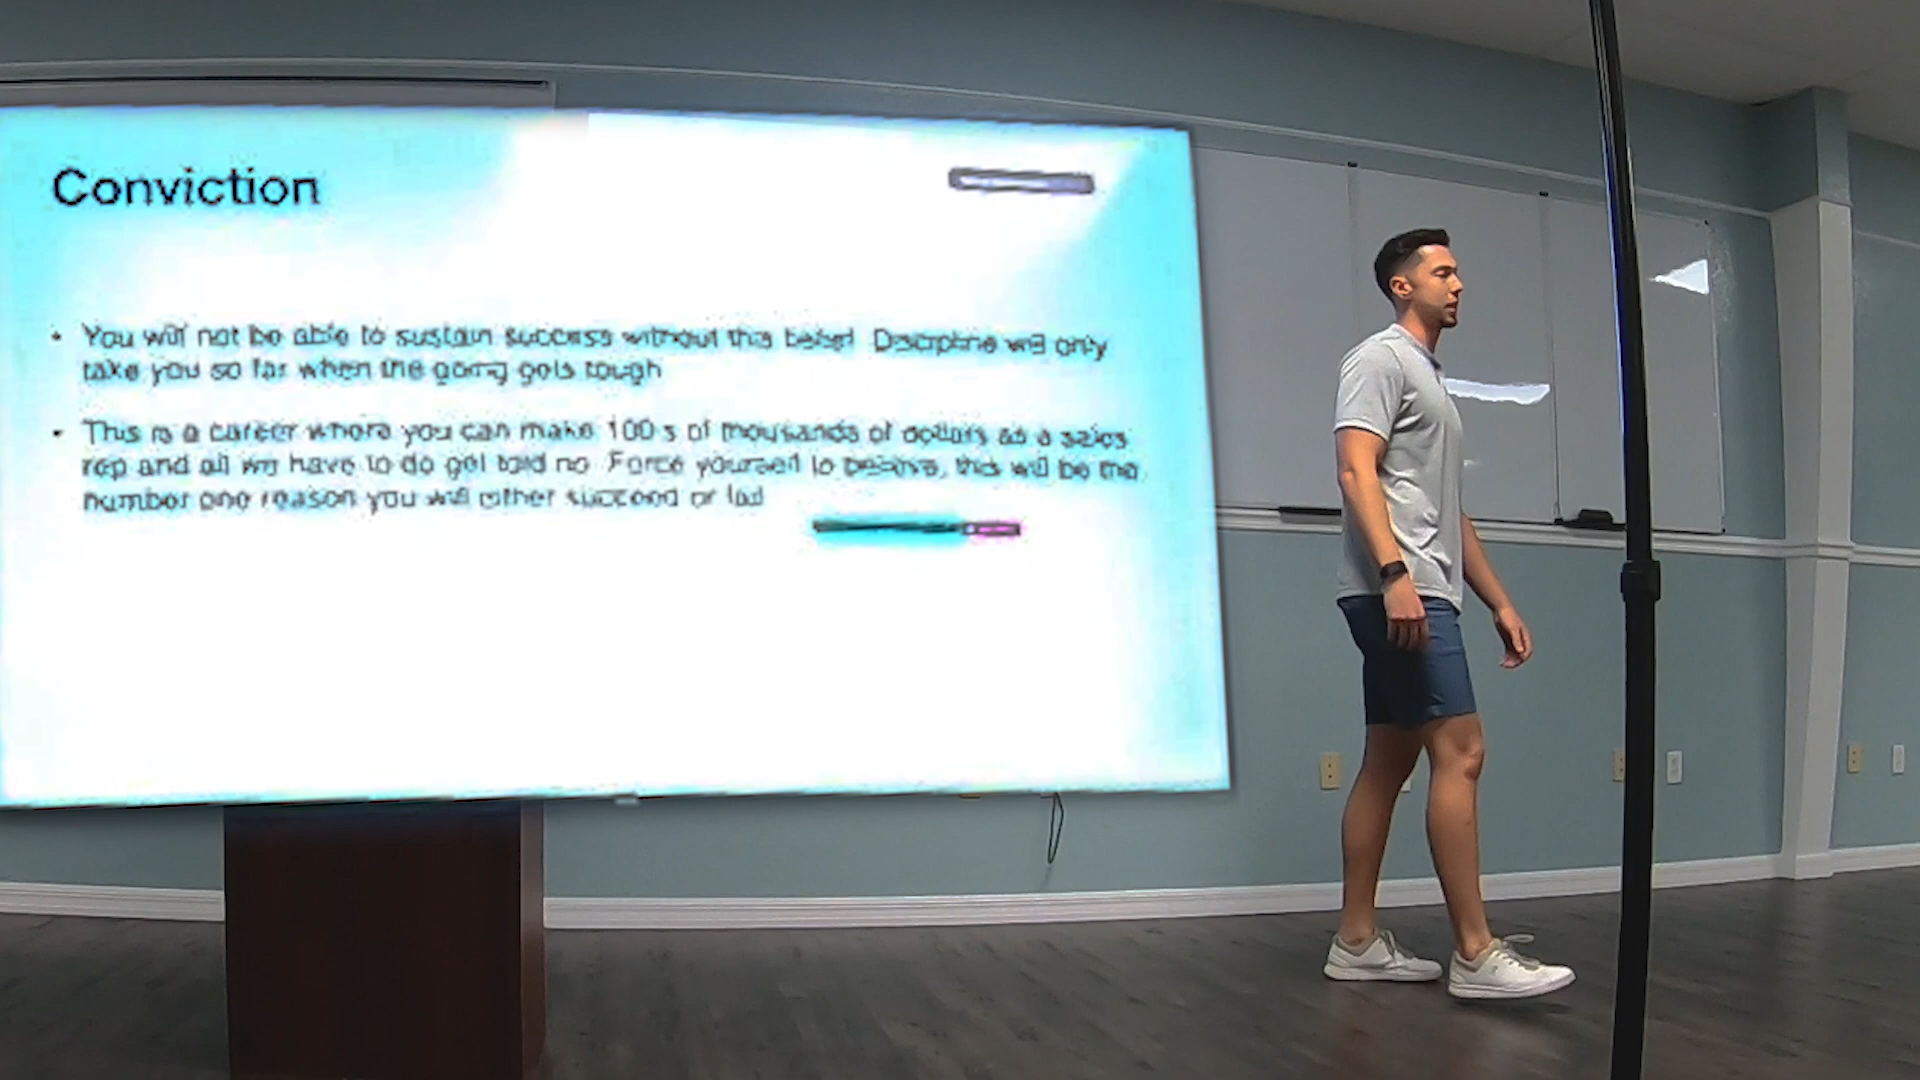 Conviction
• You will not be able to sustain success without this belief. Discipline will only
take you so far when the going gets tough
• This is a career where you can make 100's of thousands of dollars as a sales
rep and all we have to do get told no. Force yourself to believe, this will be the
number one reason you will either succeed or fail